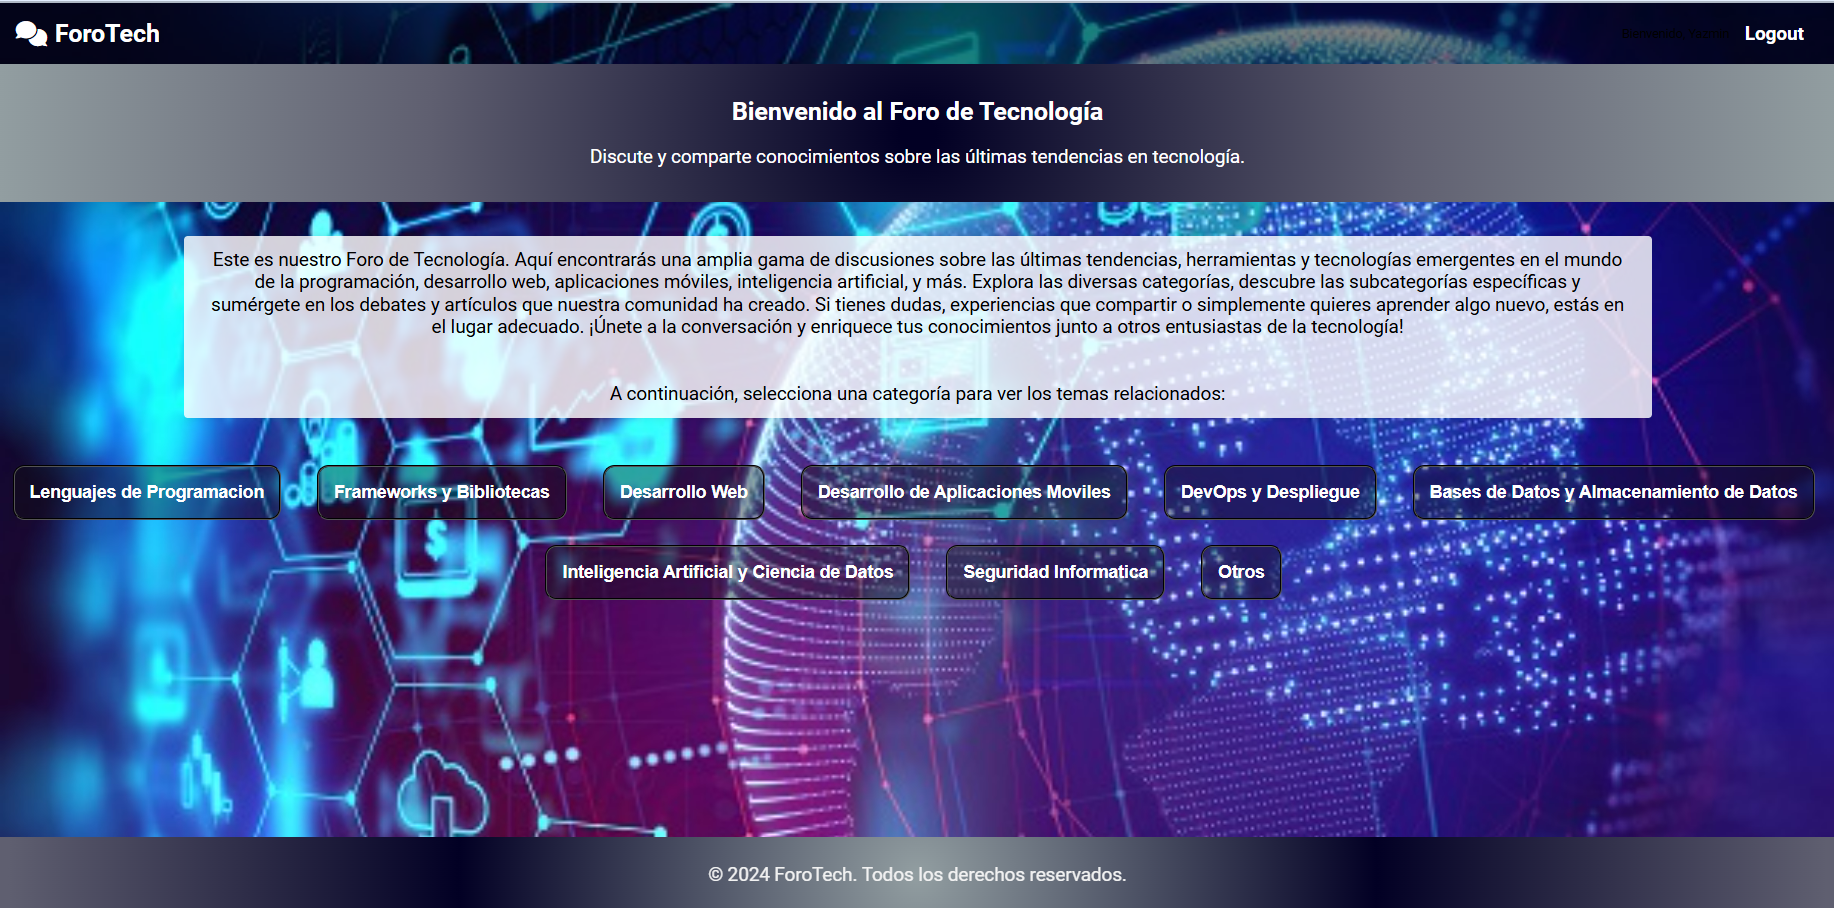 ForoTech
Logout
Bienvenido al Foro de Tecnología
Discute y comparte conocimientos sobre las últimas tendencias en tecnología.
Este es nuestro Foro de Tecnología. Aquí encontrarás una amplia gama de discusiones sobre las últimas tendencias, herramientas y tecnologías emergentes en el mundo
de la programación, desarrollo web, aplicaciones móviles, inteligencia artificial, y más. Explora las diversas categorías, descubre las subcategorías específicas y
sumérgete en los debates y artículos que nuestra comunidad ha creado. Si tienes dudas, experiencias que compartir o simplemente quieres aprender algo nuevo, estás en
el lugar adecuado. ¡Únete a la conversación y enriquece tus conocimientos junto a otros entusiastas de la tecnología!
A continuación, selecciona una categoría para ver los temas relacionados:
Lenguajes de Programacion
Frameworks y Bibliotecas
Desarrollo Web
Desarrollo de Aplicaciones Moviles
DevOps y Despliegue
Bases de Datos y Almacenamiento de Datos
Inteligencia Artificial y Ciencia de Datos
Seguridad Informatica
Otros
© 2024 ForoTech. Todos los derechos reservados.